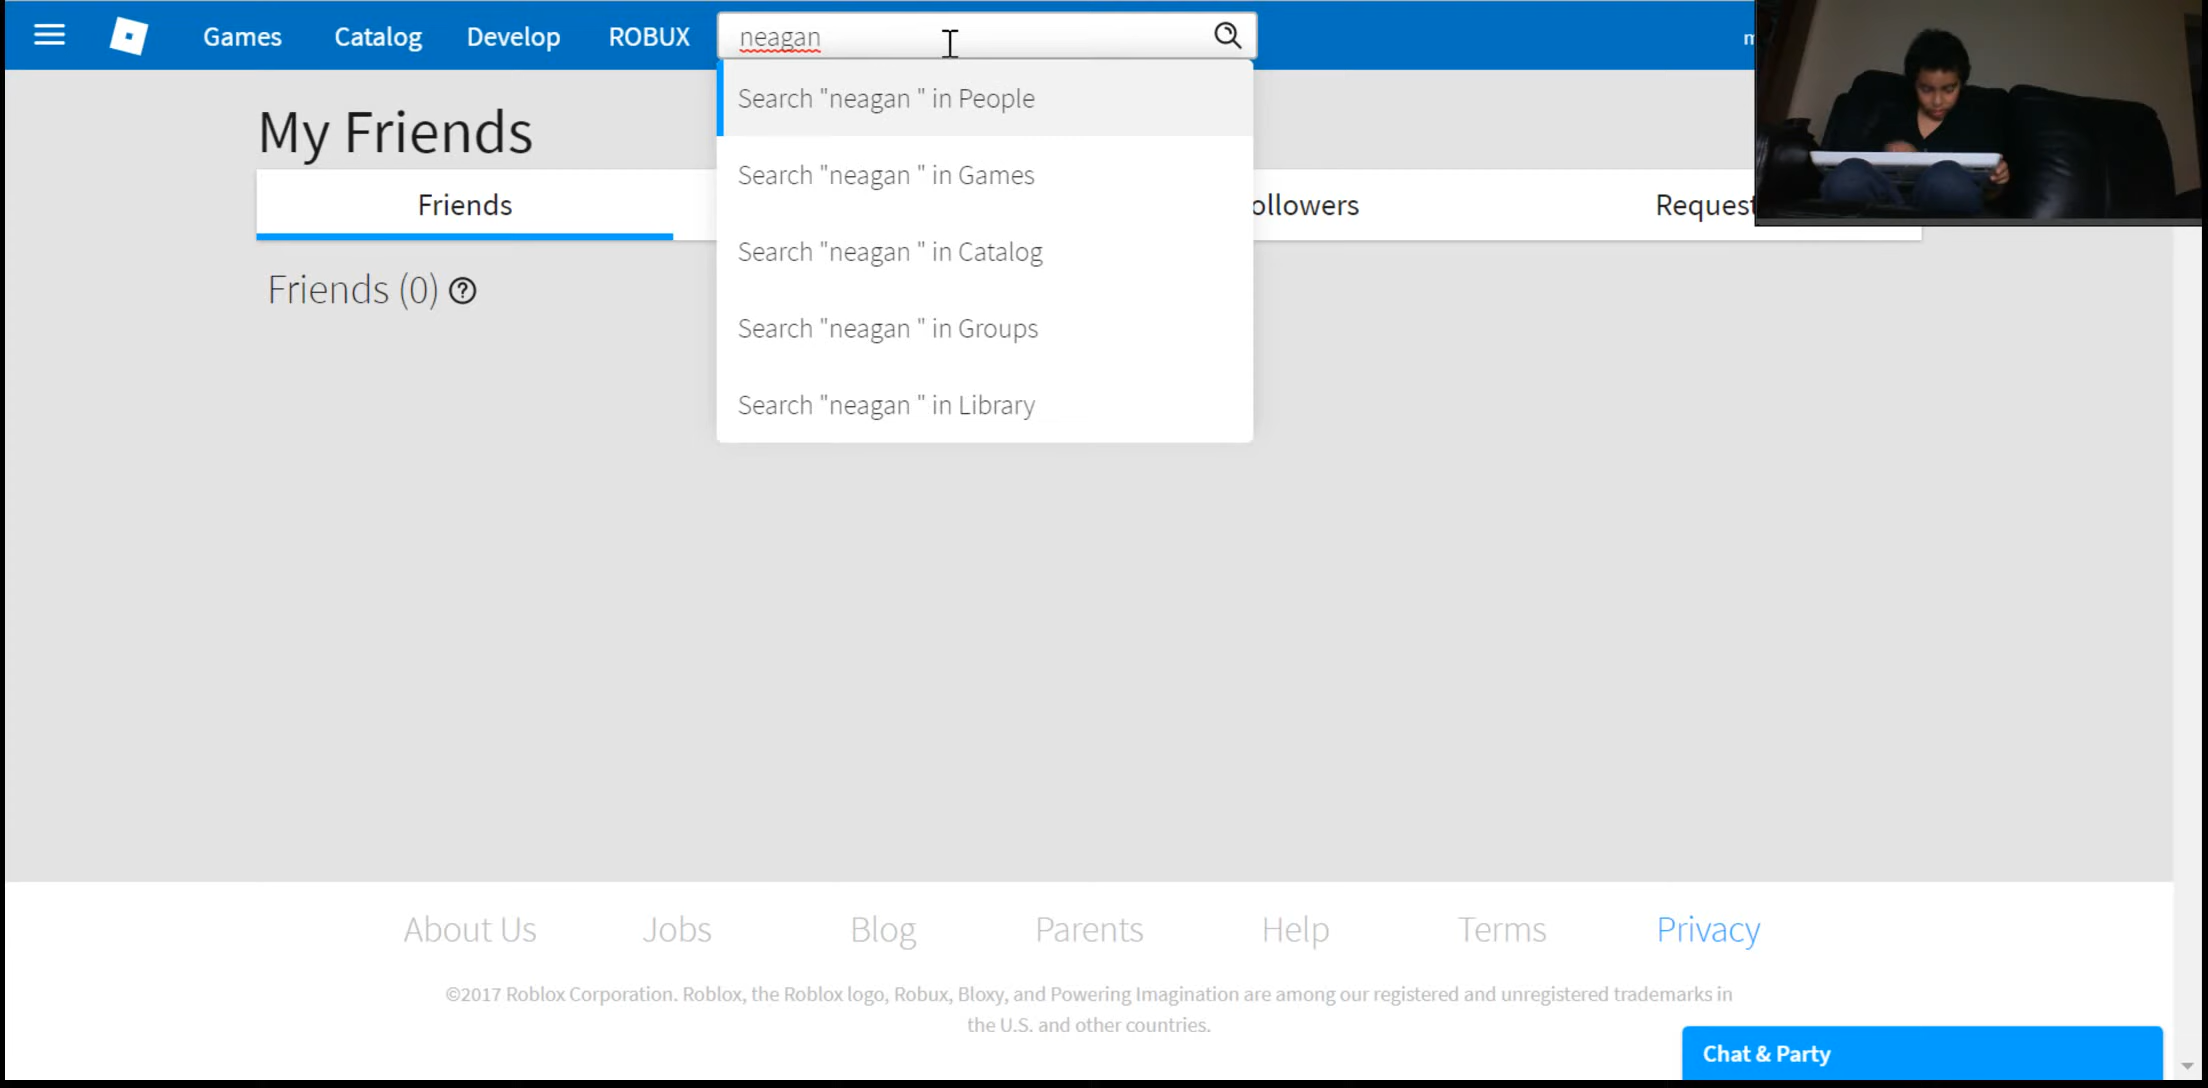 Games Catalog Develop ROBUX neagan
Search "neagan " in People
Search "neagan " in Games
Search "neagan " in Catalog
Search "neagan " in Groups
Search "neagan " in Library
My Friends
Friends ollowers Request
Friends (0) ?
About Us Jobs Blog Parents Help Terms Privacy
©2017 Roblox Corporation. Roblox, the Roblox logo, Robux, Bloxy, and Powering Imagination are among our registered and unregistered trademarks in
the U.S. and other countries.
Chat & Party